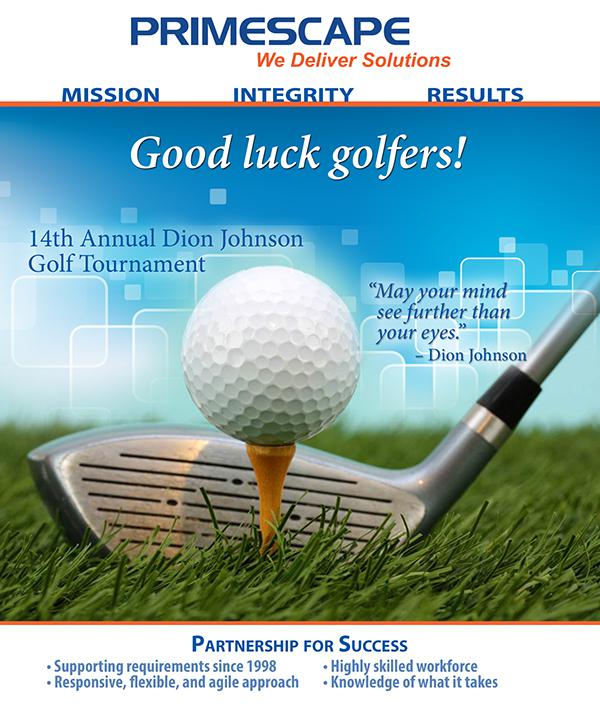 PRIMESCAPE
We Deliver Solutions
MISSION INTEGRITY RESULTS
Good luck golfers!
14th Annual Dion Johnson
Golf Tournament
“May your mind
see further than
your eyes.”
– Dion Johnson
PARTNERSHIP FOR SUCCESS
• Supporting requirements since 1998
• Responsive, flexible, and agile approach
• Highly skilled workforce
• Knowledge of what it takes